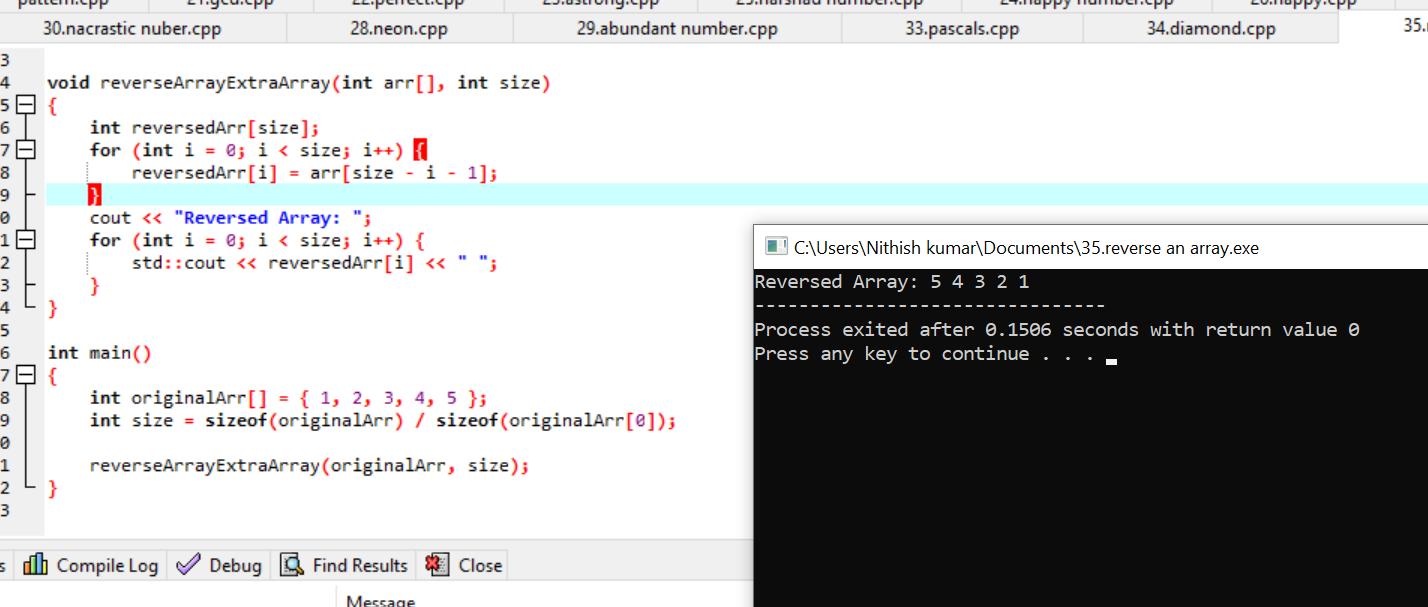 pattern.cpp 21.gcd.cpp 22.perfect.cpp 23.astrong.cpp 25.harshad number.cpp 24.happy number.cpp 26.happy.cpp
30.nacrastic nuber.cpp 28.neon.cpp 29.abundant number.cpp 33.pascals.cpp 34.diamond.cpp 35.
3
4 void reverseArrayExtraArray(int arr[], int size)
5 {
6 int reversedArr[size];
7 for (int i = 0; i < size; i++) {
8 reversedArr[i] = arr[size - i - 1];
9 }
0 cout << "Reversed Array: ";
1 for (int i = 0; i < size; i++) {
2 std::cout << reversedArr[i] << " ";
3 }
4 }
5
6 int main()
7 {
8 int originalArr[] = { 1, 2, 3, 4, 5 };
9 int size = sizeof(originalArr) / sizeof(originalArr[0]);
0
1 reverseArrayExtraArray(originalArr, size);
2 }
3
C:\Users\Nithish kumar\Documents\35.reverse an array.exe
Reversed Array: 5 4 3 2 1
--------------------------------
Process exited after 0.1506 seconds with return value 0
Press any key to continue . . .
s Compile Log Debug Find Results Close
Message